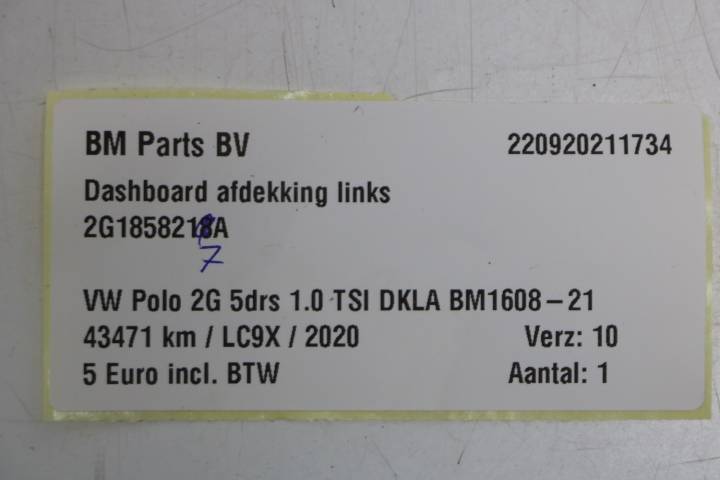 BM Parts BV 220920211734
Dashboard afdekking links
2G1858218A
7
VW Polo 2G 5drs 1.0 TSI DKLA BM1608-21
43471 km / LC9X / 2020 Verz: 10
5 Euro incl. BTW Aantal: 1